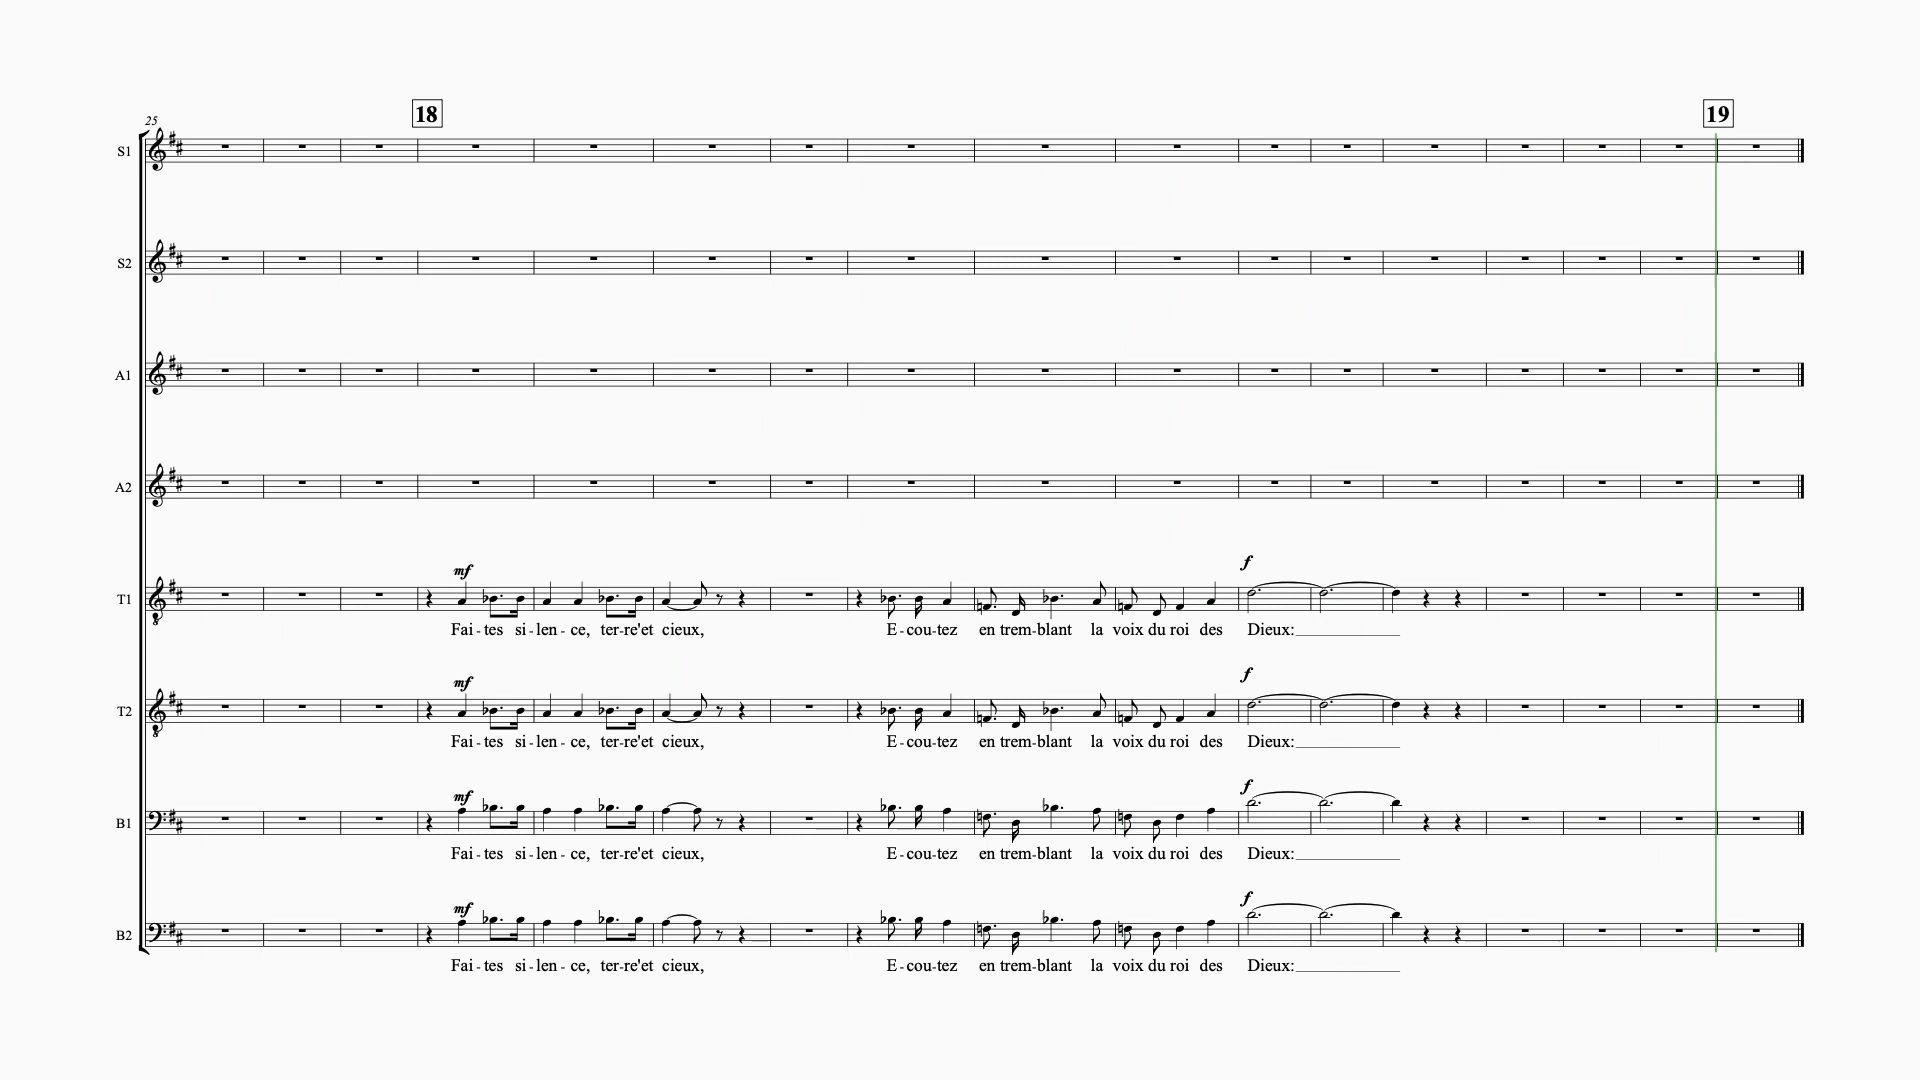 18
19
25
S1
S2
A1
A2
mf
f
T1
Fai-tes si-len-ce, ter-re'et cieux, E-cou-tez en trem-blant la voix du roi des Dieux:
mf
f
T2
Fai-tes si-len-ce, ter-re'et cieux, E-cou-tez en trem-blant la voix du roi des Dieux:
mf
f
B1
Fai-tes si-len-ce, ter-re'et cieux, E-cou-tez en trem-blant la voix du roi des Dieux:
mf
f
B2
Fai-tes si-len-ce, ter-re'et cieux, E-cou-tez en trem-blant la voix du roi des Dieux: